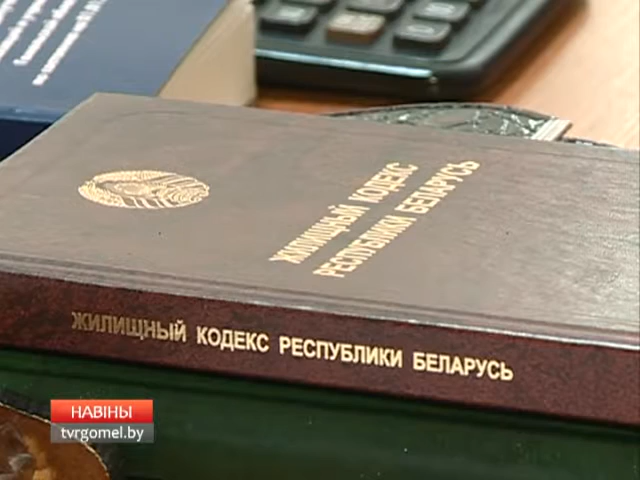 ЖИЛИЩНЫЙ КОДЕКС
РЕСПУБЛИКИ БЕЛАРУСЬ
ЖИЛИЩНЫЙ КОДЕКС РЕСПУБЛИКИ БЕЛАРУСЬ
НАВІНЫ
tvrgomel.by